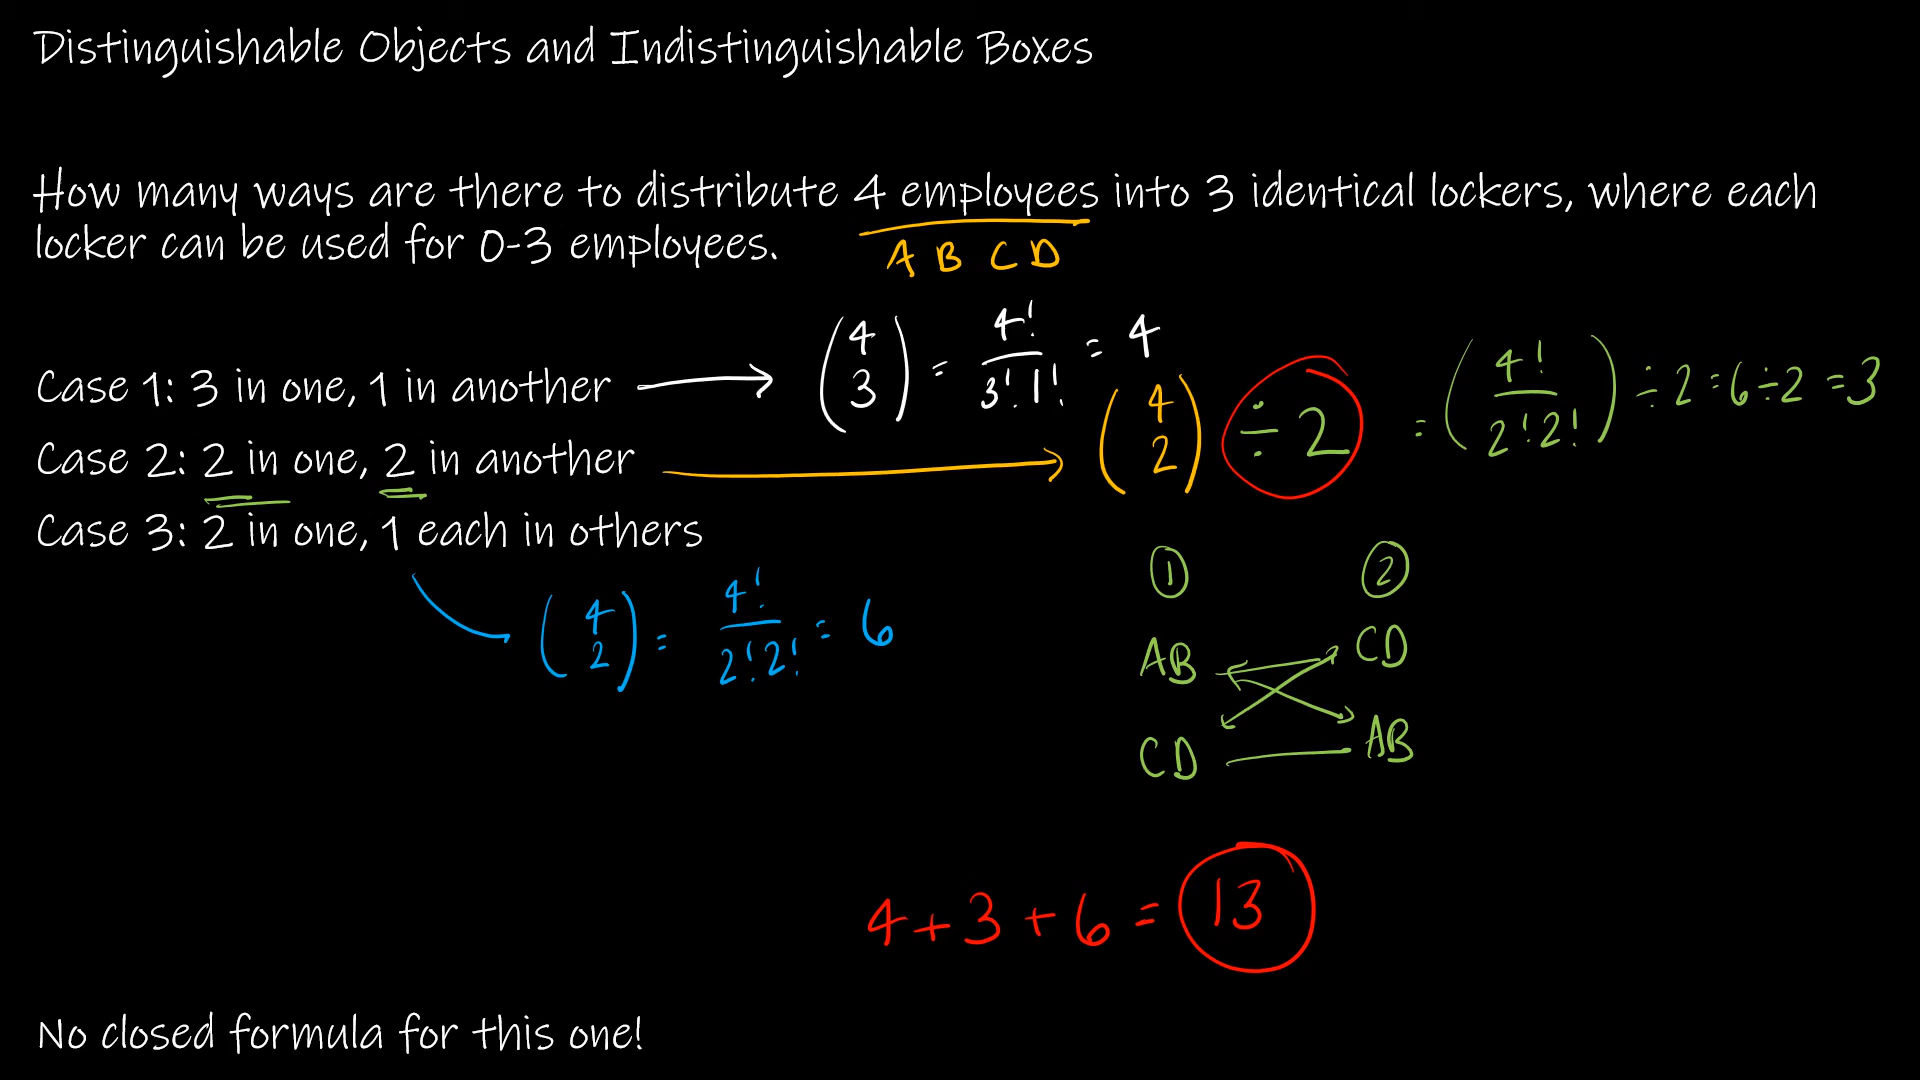 Distinguishable Objects and Indistinguishable Boxes
How many ways are there to distribute 4 employees into 3 identical lockers, where each
locker can be used for 0-3 employees.
A B C D
Case 1: 3 in one, 1 in another → (4 3) = 4!/3!1! = 4
Case 2: 2 in one, 2 in another → (4 2) ÷ 2 = (4!/2!2!) ÷ 2 = 6 ÷ 2 = 3
Case 3: 2 in one, 1 each in others
(4 2) = 4!/2!2! = 6
1 2
AB CD
CD AB
4 + 3 + 6 = 13
No closed formula for this one!